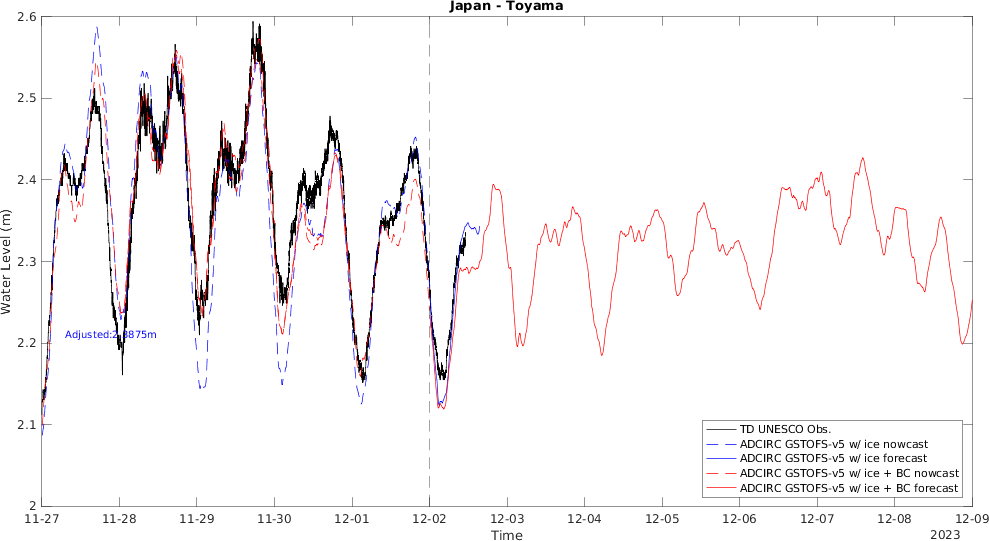 Japan - Toyama
2.6
2.5
2.4
2.3
2.2
2.1
2
Water Level (m)
TD UNESCO Obs.
ADCIRC GSTOFS-v5 w/ ice nowcast
ADCIRC GSTOFS-v5 w/ ice forecast
ADCIRC GSTOFS-v5 w/ ice + BC nowcast
ADCIRC GSTOFS-v5 w/ ice + BC forecast
11-27 11-28 11-29 11-30 12-01 12-02 12-03 12-04 12-05 12-06 12-07 12-08 12-09
Time
2023